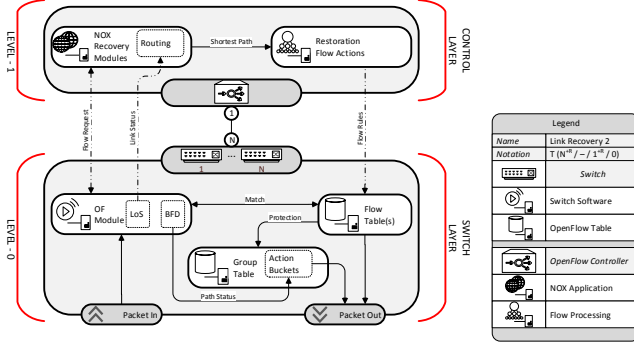 LEVEL - 1
NOX
Recovery
Modules
Routing
Shortest Path
Restoration
Flow Actions
CONTROL
LAYER
Flow Request
Link Status
Flow Rules
1
N
1
...
N
LEVEL - 0
OF
Module
LoS
BFD
Match
Flow
Table(s)
Protection
Group
Table
Action
Buckets
Path Status
SWITCH
LAYER
Packet In
Packet Out
Legend
Name
Link Recovery 2
Notation
T (N⁺ᴿ / – / 1⁺ᴿ / 0)
Switch
Switch Software
OpenFlow Table
OpenFlow Controller
NOX Application
Flow Processing